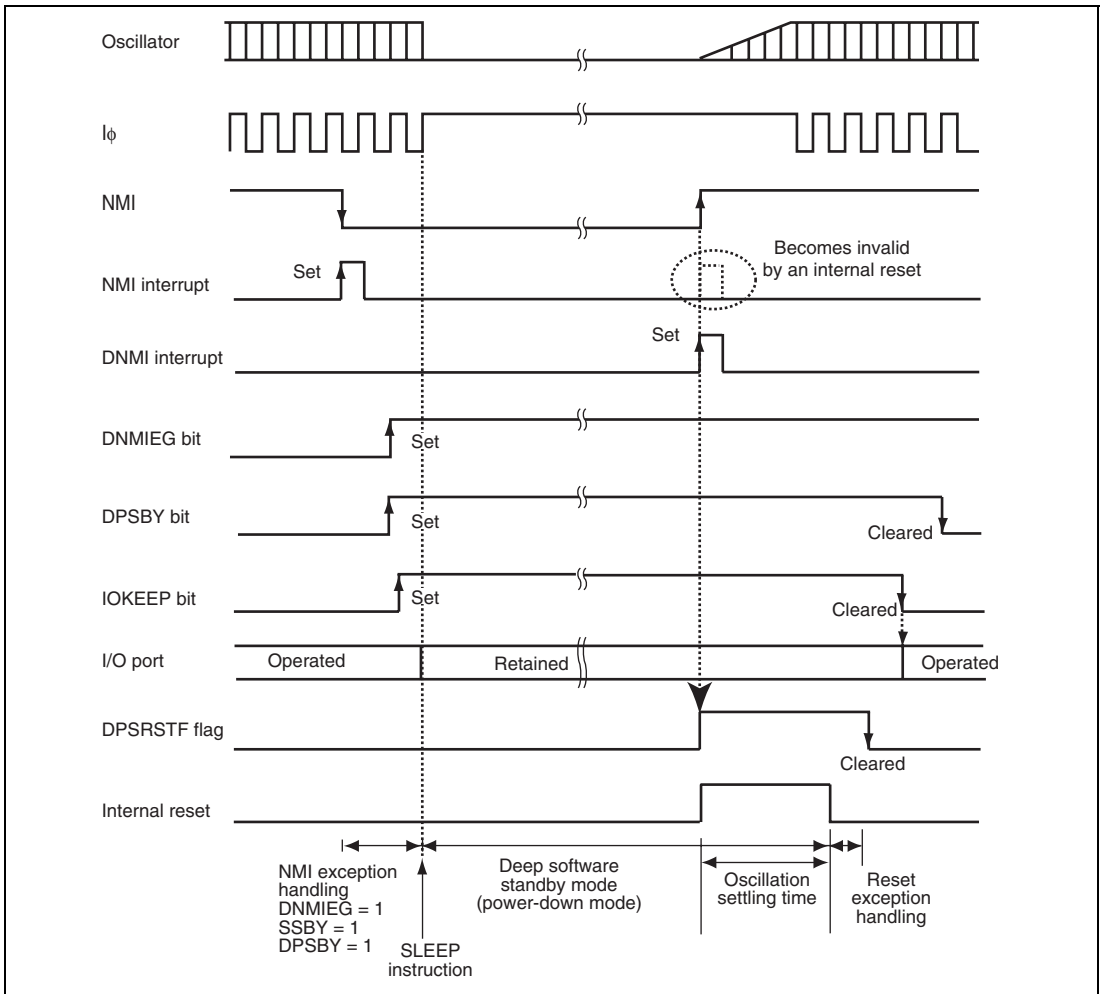 Oscillator
Iϕ
NMI
Becomes invalid
by an internal reset
NMI interrupt
Set
DNMI interrupt
Set
DNMIEG bit
Set
DPSBY bit
Set
Cleared
IOKEEP bit
Set
Cleared
I/O port
Operated
Retained
Operated
DPSRSTF flag
Cleared
Internal reset
NMI exception
handling
DNMIEG = 1
SSBY = 1
DPSBY = 1
SLEEP
instruction
Deep software
standby mode
(power-down mode)
Oscillation
settling time
Reset
exception
handling